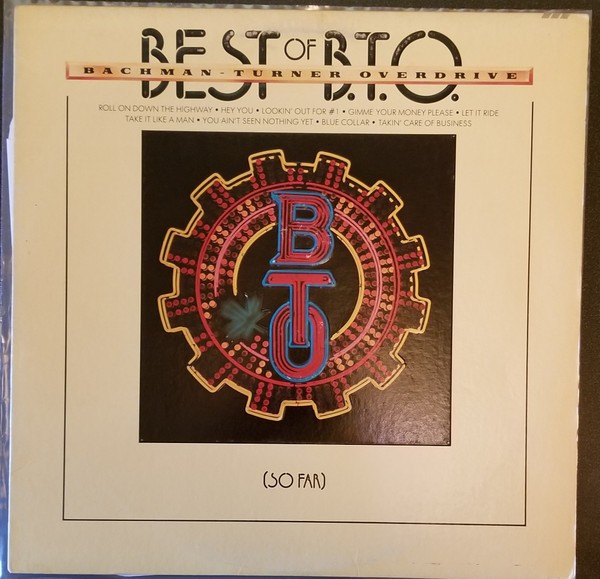 BEST OF B.T.O.
BACHMAN-TURNER OVERDRIVE
ROLL ON DOWN THE HIGHWAY • HEY YOU • LOOKIN' OUT FOR #1 • GIMME YOUR MONEY PLEASE • LET IT RIDE
TAKE IT LIKE A MAN • YOU AIN'T SEEN NOTHING YET • BLUE COLLAR • TAKIN' CARE OF BUSINESS
B
T
O
(SO FAR)